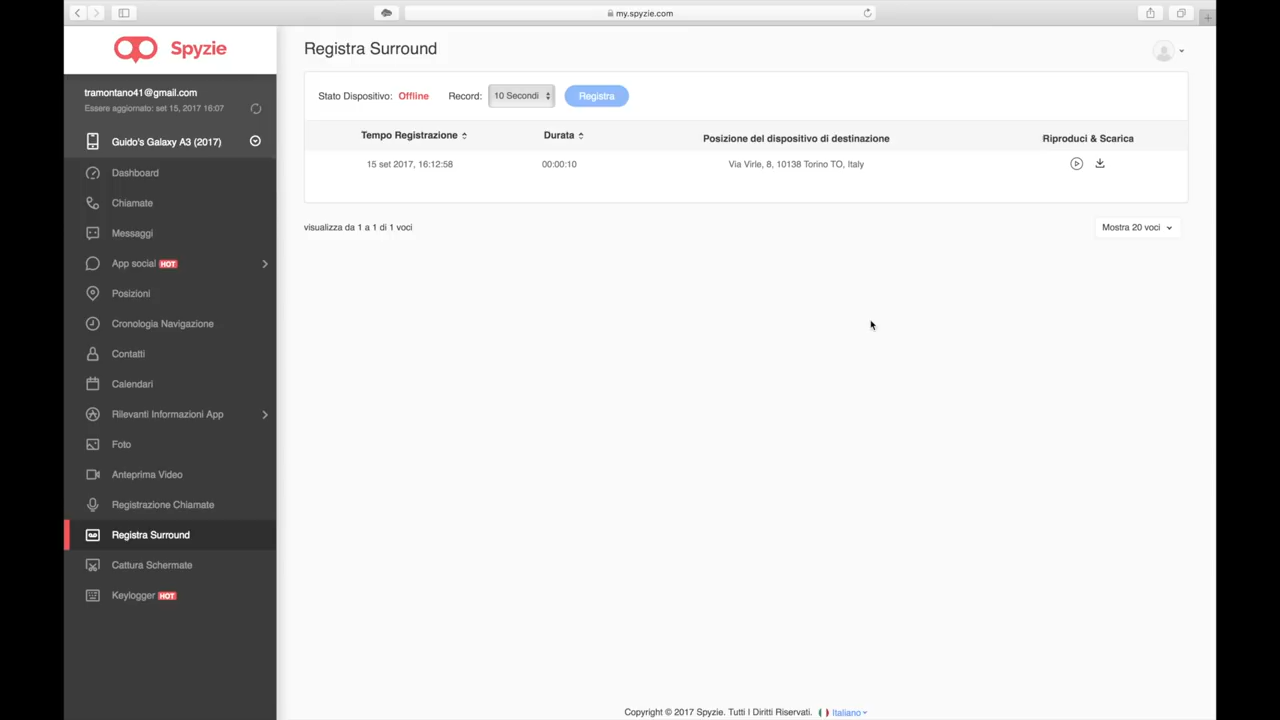 my.spyzie.com
Spyzie
tramontano41@gmail.com
Essere aggiornato: set 15, 2017 16:07
Guido's Galaxy A3 (2017)
Dashboard
Chiamate
Messaggi
App social HOT
Posizioni
Cronologia Navigazione
Contatti
Calendari
Rilevanti Informazioni App
Foto
Anteprima Video
Registrazione Chiamate
Registra Surround
Cattura Schermate
Keylogger HOT
Registra Surround
Stato Dispositivo: Offline Record: 10 Secondi Registra
Tempo Registrazione Durata Posizione del dispositivo di destinazione Riproduci & Scarica
15 set 2017, 16:12:58 00:00:10 Via Virle, 8, 10138 Torino TO, Italy
visualizza da 1 a 1 di 1 voci Mostra 20 voci
Copyright © 2017 Spyzie. Tutti I Diritti Riservati. Italiano